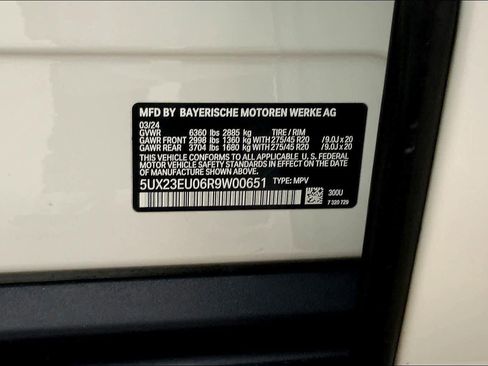 MFD BY BAYERISCHE MOTOREN WERKE AG
03/24
GVWR 6360 lbs 2885 kg TIRE / RIM
GAWR FRONT 2998 lbs 1360 kg WITH 275/45 R20 /9.0J x 20
GAWR REAR 3704 lbs 1680 kg WITH 275/45 R20 /9.0J x 20
THIS VEHICLE CONFORMS TO ALL APPLICABLE U. S. FEDERAL
MOTOR VEHICLE SAFETY STANDARDS IN EFFECT ON THE DATE
OF MANUFACTURE SHOWN ABOVE.
5UX23EU06R9W00651 TYPE: MPV
300U
7 320 729